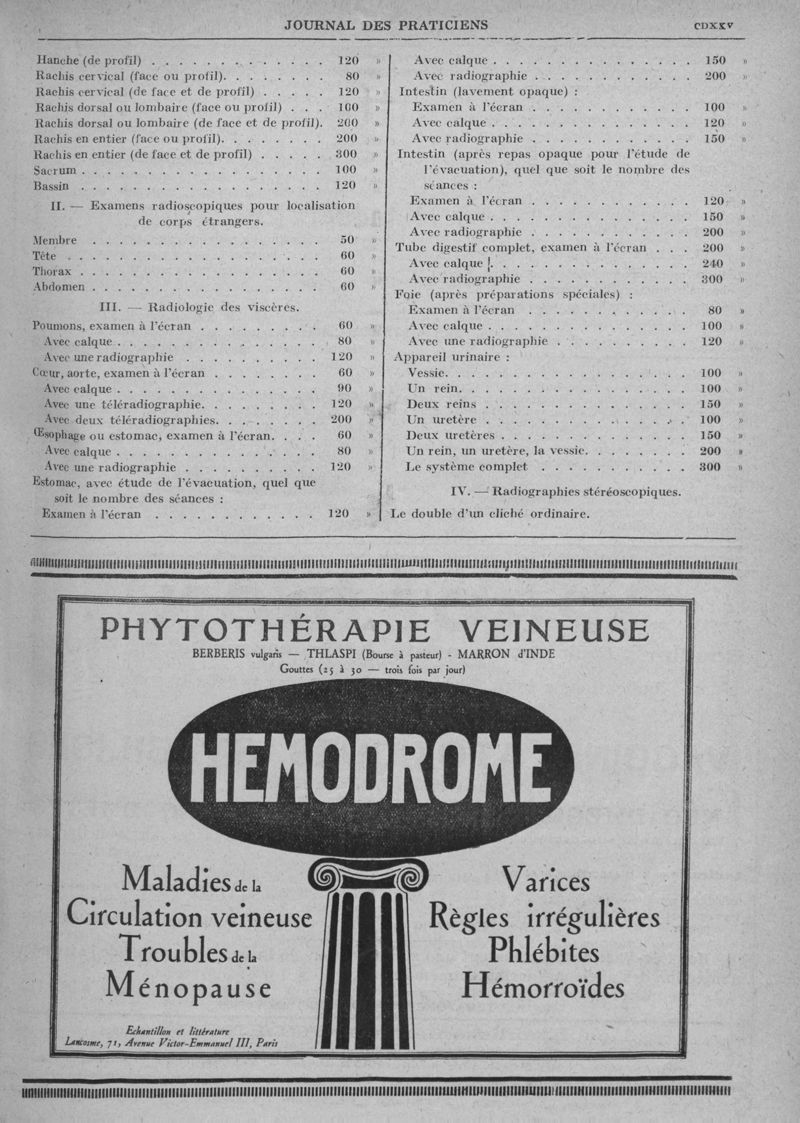 JOURNAL DES PRATICIENS CDXXV
Hanche (de profil) . . . . . . . . . . . . 120 »
Rachis cervical (face ou profil). . . . . . . . 80 »
Rachis cervical (de face et de profil) . . . . . 120 »
Rachis dorsal ou lombaire (face ou profil) . . . 100 »
Rachis dorsal ou lombaire (de face et de profil). 200 »
Rachis en entier (face ou profil). . . . . . . . 200 »
Rachis en entier (de face et de profil) . . . . . 300 »
Sacrum . . . . . . . . . . . . . . . . . 100 »
Bassin . . . . . . . . . . . . . . . . . 120 »
II. — Examens radioscopiques pour localisation
de corps étrangers.
Membre . . . . . . . . . . . . . . . . 50 »
Tête . . . . . . . . . . . . . . . . . . 60 »
Thorax . . . . . . . . . . . . . . . . . 60 »
Abdomen . . . . . . . . . . . . . . . . 60 »
III. — Radiologie des viscères.
Poumons, examen à l'écran . . . . . . . . . 60 »
Avec calque . . . . . . . . . . . . . . . 80 »
Avec une radiographie . . . . . . . . . . 120 »
Cœur, aorte, examen à l'écran . . . . . . . . 60 »
Avec calque . . . . . . . . . . . . . . . 90 »
Avec une téléradiographie. . . . . . . . . 120 »
Avec deux téléradiographies. . . . . . . . 200 »
Œsophage ou estomac, examen à l'écran. . . . 60 »
Avec calque . . . . . . . . . . . . . . . 80 »
Avec une radiographie . . . . . . . . . . 120 »
Estomac, avec étude de l'évacuation, quel que
soit le nombre des séances :
Examen à l'écran . . . . . . . . . . . . 120 »
Avec calque . . . . . . . . . . . . . . 150 »
Avec radiographie . . . . . . . . . . . . 200 »
Intestin (lavement opaque) :
Examen à l'écran . . . . . . . . . . . . 100 »
Avec calque . . . . . . . . . . . . . . 120 »
Avec radiographie . . . . . . . . . . . . 150 »
Intestin (après repas opaque pour l'étude de
l'évacuation), quel que soit le nombre des
séances :
Examen à l'écran . . . . . . . . . . . . 120 »
Avec calque . . . . . . . . . . . . . . 150 »
Avec radiographie . . . . . . . . . . . . 200 »
Tube digestif complet, examen à l'écran . . . 200 »
Avec calque . . . . . . . . . . . . . . 240 »
Avec radiographie . . . . . . . . . . . . 300 »
Foie (après préparations spéciales) :
Examen à l'écran . . . . . . . . . . . . 80 »
Avec calque . . . . . . . . . . . . . . 100 »
Avec une radiographie . . . . . . . . . . 120 »
Appareil urinaire :
Vessie. . . . . . . . . . . . . . . . . 100 »
Un rein. . . . . . . . . . . . . . . . 100 »
Deux reins . . . . . . . . . . . . . . 150 »
Un uretère . . . . . . . . . . . . . . 100 »
Deux uretères . . . . . . . . . . . . . 150 »
Un rein, un uretère, la vessie. . . . . . . . 200 »
Le système complet . . . . . . . . . . . 300 »
IV. — Radiographies stéréoscopiques.
Le double d'un cliché ordinaire.
PHYTOTHÉRAPIE VEINEUSE
BERBERIS vulgaris — THLASPI (Bourse à pasteur) - MARRON d'INDE
Gouttes (25 à 30 — trois fois par jour)
HEMODROME
Maladies de la
Circulation veineuse
Troubles de la
Ménopause
Varices
Règles irrégulières
Phlébites
Hémorroïdes
Echantillon et littérature
Lancosme, 71, Avenue Victor-Emmanuel III, Paris